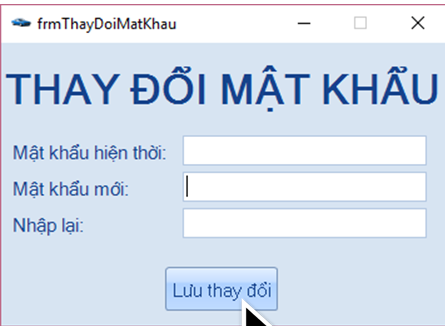 frmThayDoiMatKhau
THAY ĐỔI MẬT KHẨU
Mật khẩu hiện thời:
Mật khẩu mới:
Nhập lại:
Lưu thay đổi